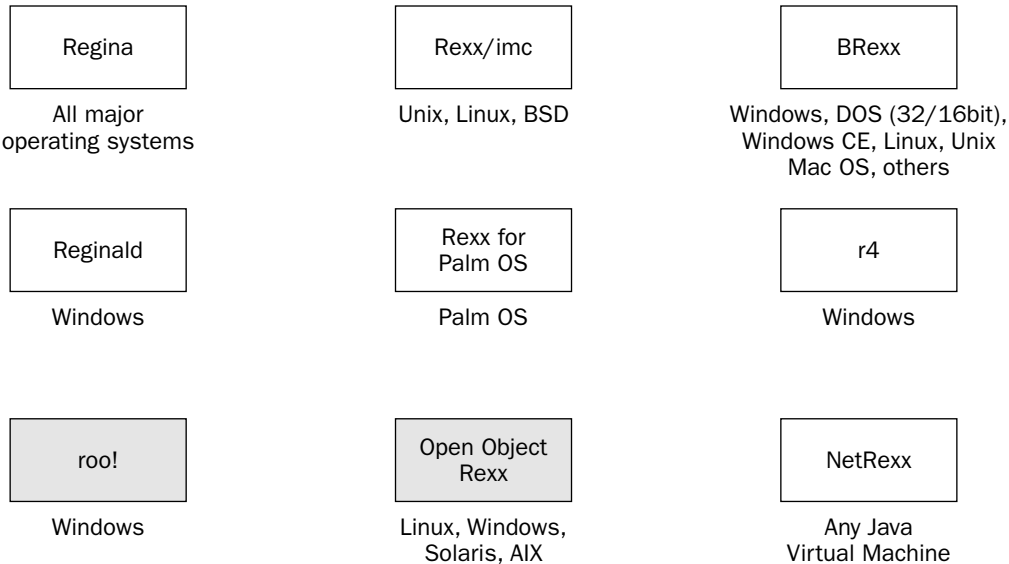 Regina
Rexx/imc
BRexx
All major
operating systems
Unix, Linux, BSD
Windows, DOS (32/16bit),
Windows CE, Linux, Unix
Mac OS, others
Reginald
Rexx for
Palm OS
r4
Windows
Palm OS
Windows
roo!
Open Object
Rexx
NetRexx
Windows
Linux, Windows,
Solaris, AIX
Any Java
Virtual Machine